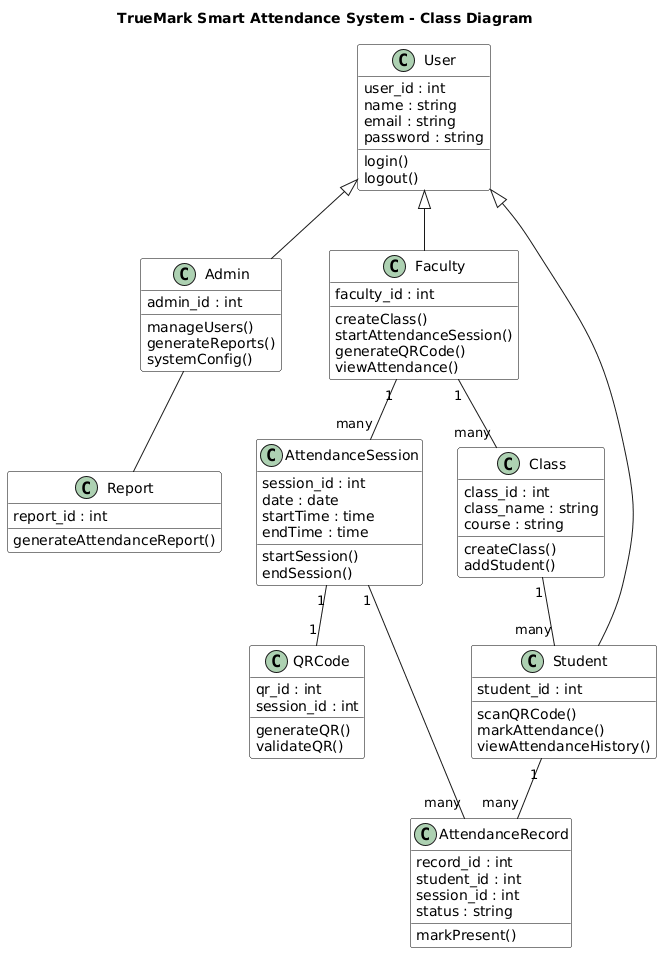 TrueMark Smart Attendance System - Class Diagram
C User
user_id : int
name : string
email : string
password : string
login()
logout()
C Admin
admin_id : int
manageUsers()
generateReports()
systemConfig()
C Faculty
faculty_id : int
createClass()
startAttendanceSession()
generateQRCode()
viewAttendance()
1
many
1
many
C Report
report_id : int
generateAttendanceReport()
C AttendanceSession
session_id : int
date : date
startTime : time
endTime : time
startSession()
endSession()
C Class
class_id : int
class_name : string
course : string
createClass()
addStudent()
1
1
1
many
1
many
C QRCode
qr_id : int
session_id : int
generateQR()
validateQR()
C Student
student_id : int
scanQRCode()
markAttendance()
viewAttendanceHistory()
1
many
C AttendanceRecord
record_id : int
student_id : int
session_id : int
status : string
markPresent()